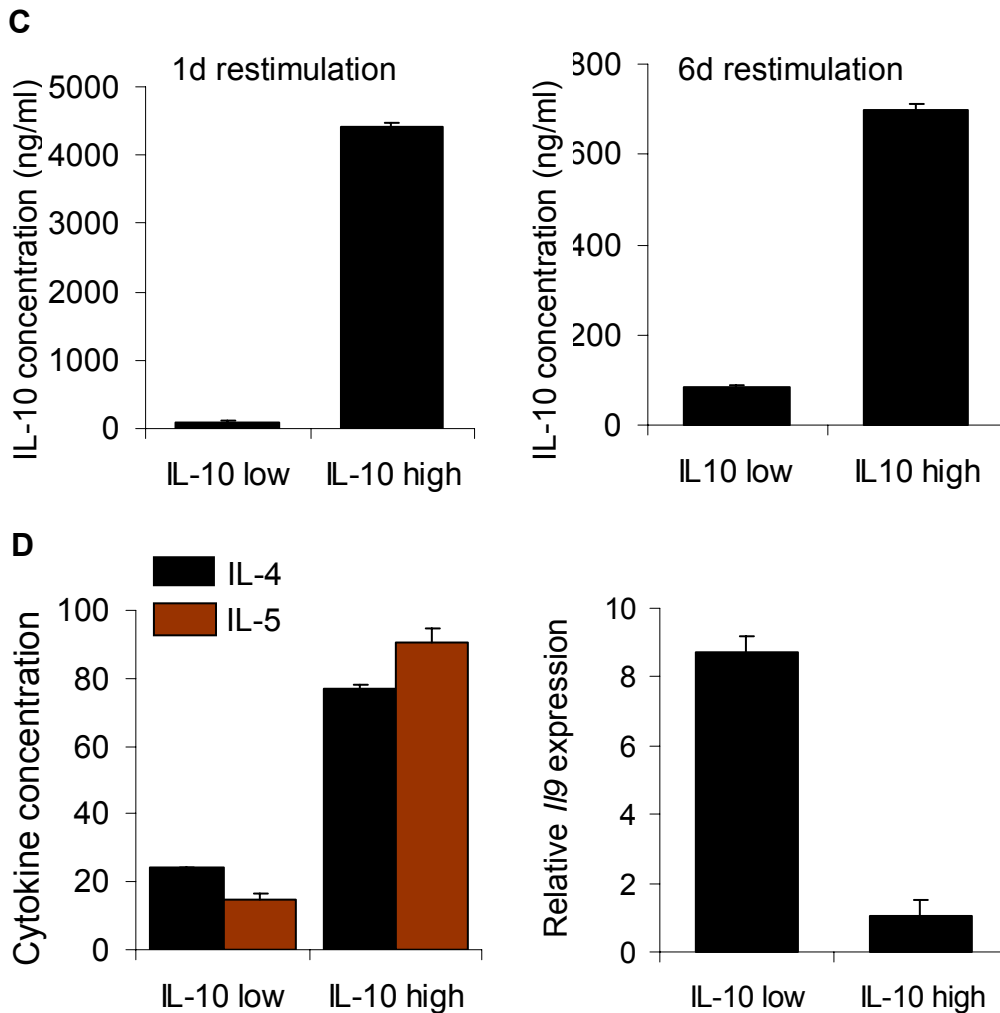 C
1d restimulation
IL-10 concentration (ng/ml)
5000
4000
3000
2000
1000
0
IL-10 low IL-10 high
6d restimulation
IL-10 concentration (ng/ml)
800
600
400
200
0
IL10 low IL10 high
D
IL-4
IL-5
Cytokine concentration
100
80
60
40
20
0
IL-10 low IL-10 high
Relative Il9 expression
10
8
6
4
2
0
IL-10 low IL-10 high